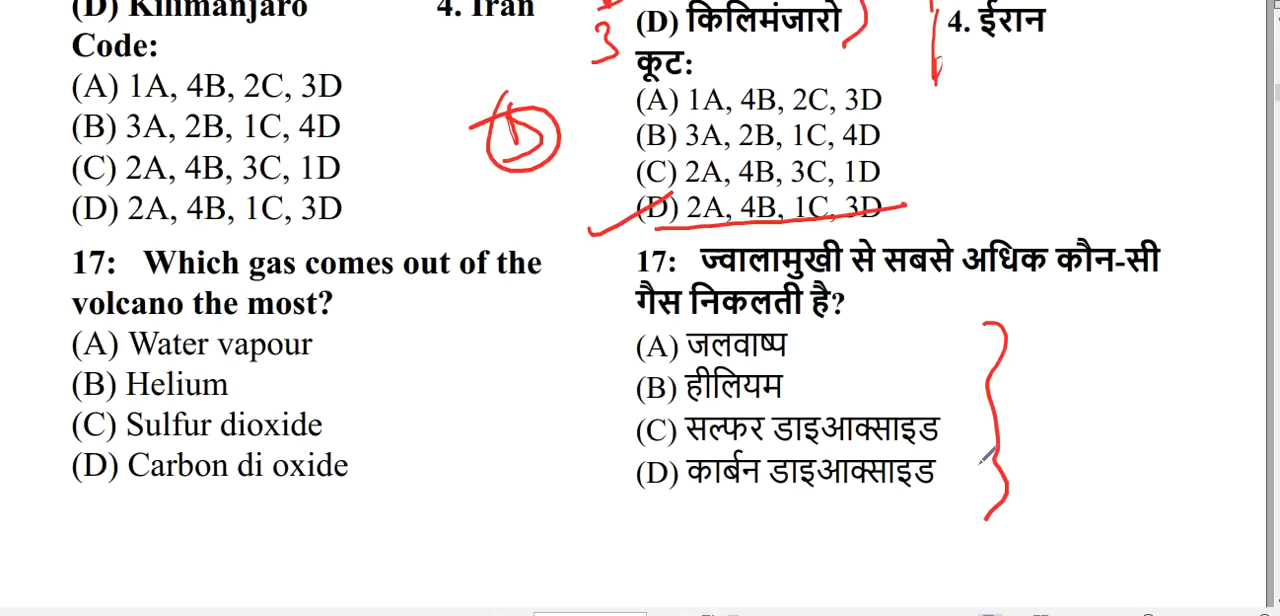 (D) Kilimanjaro 4. Iran
Code:
(A) 1A, 4B, 2C, 3D
(B) 3A, 2B, 1C, 4D
(C) 2A, 4B, 3C, 1D
(D) 2A, 4B, 1C, 3D
17: Which gas comes out of the
volcano the most?
(A) Water vapour
(B) Helium
(C) Sulfur dioxide
(D) Carbon di oxide
3
(D) किलिमंजारो 4. ईरान
कूटः
(A) 1A, 4B, 2C, 3D
(B) 3A, 2B, 1C, 4D
(C) 2A, 4B, 3C, 1D
(D) 2A, 4B, 1C, 3D
17: ज्वालामुखी से सबसे अधिक कौन-सी
गैस निकलती है?
(A) जलवाष्प
(B) हीलियम
(C) सल्फर डाइआक्साइड
(D) कार्बन डाइआक्साइड